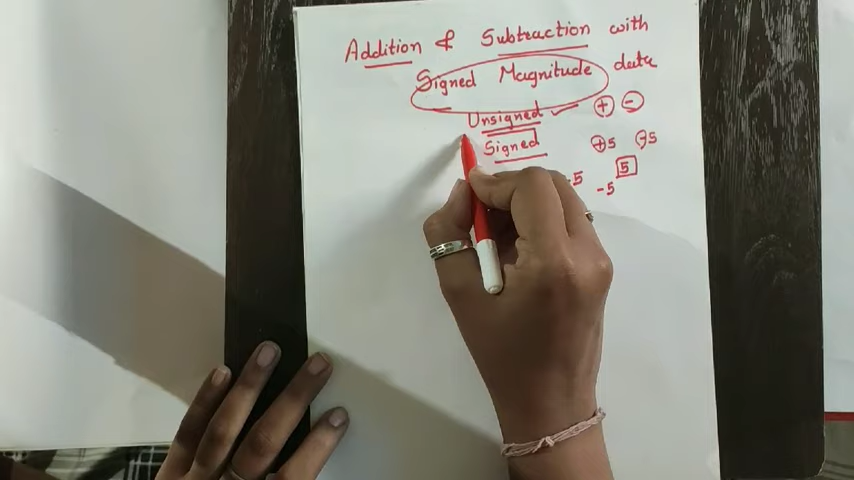 Addition & Subtraction with
Signed Magnitude data
Unsigned ✓ + -
Signed +5 -5
5
-5 -5